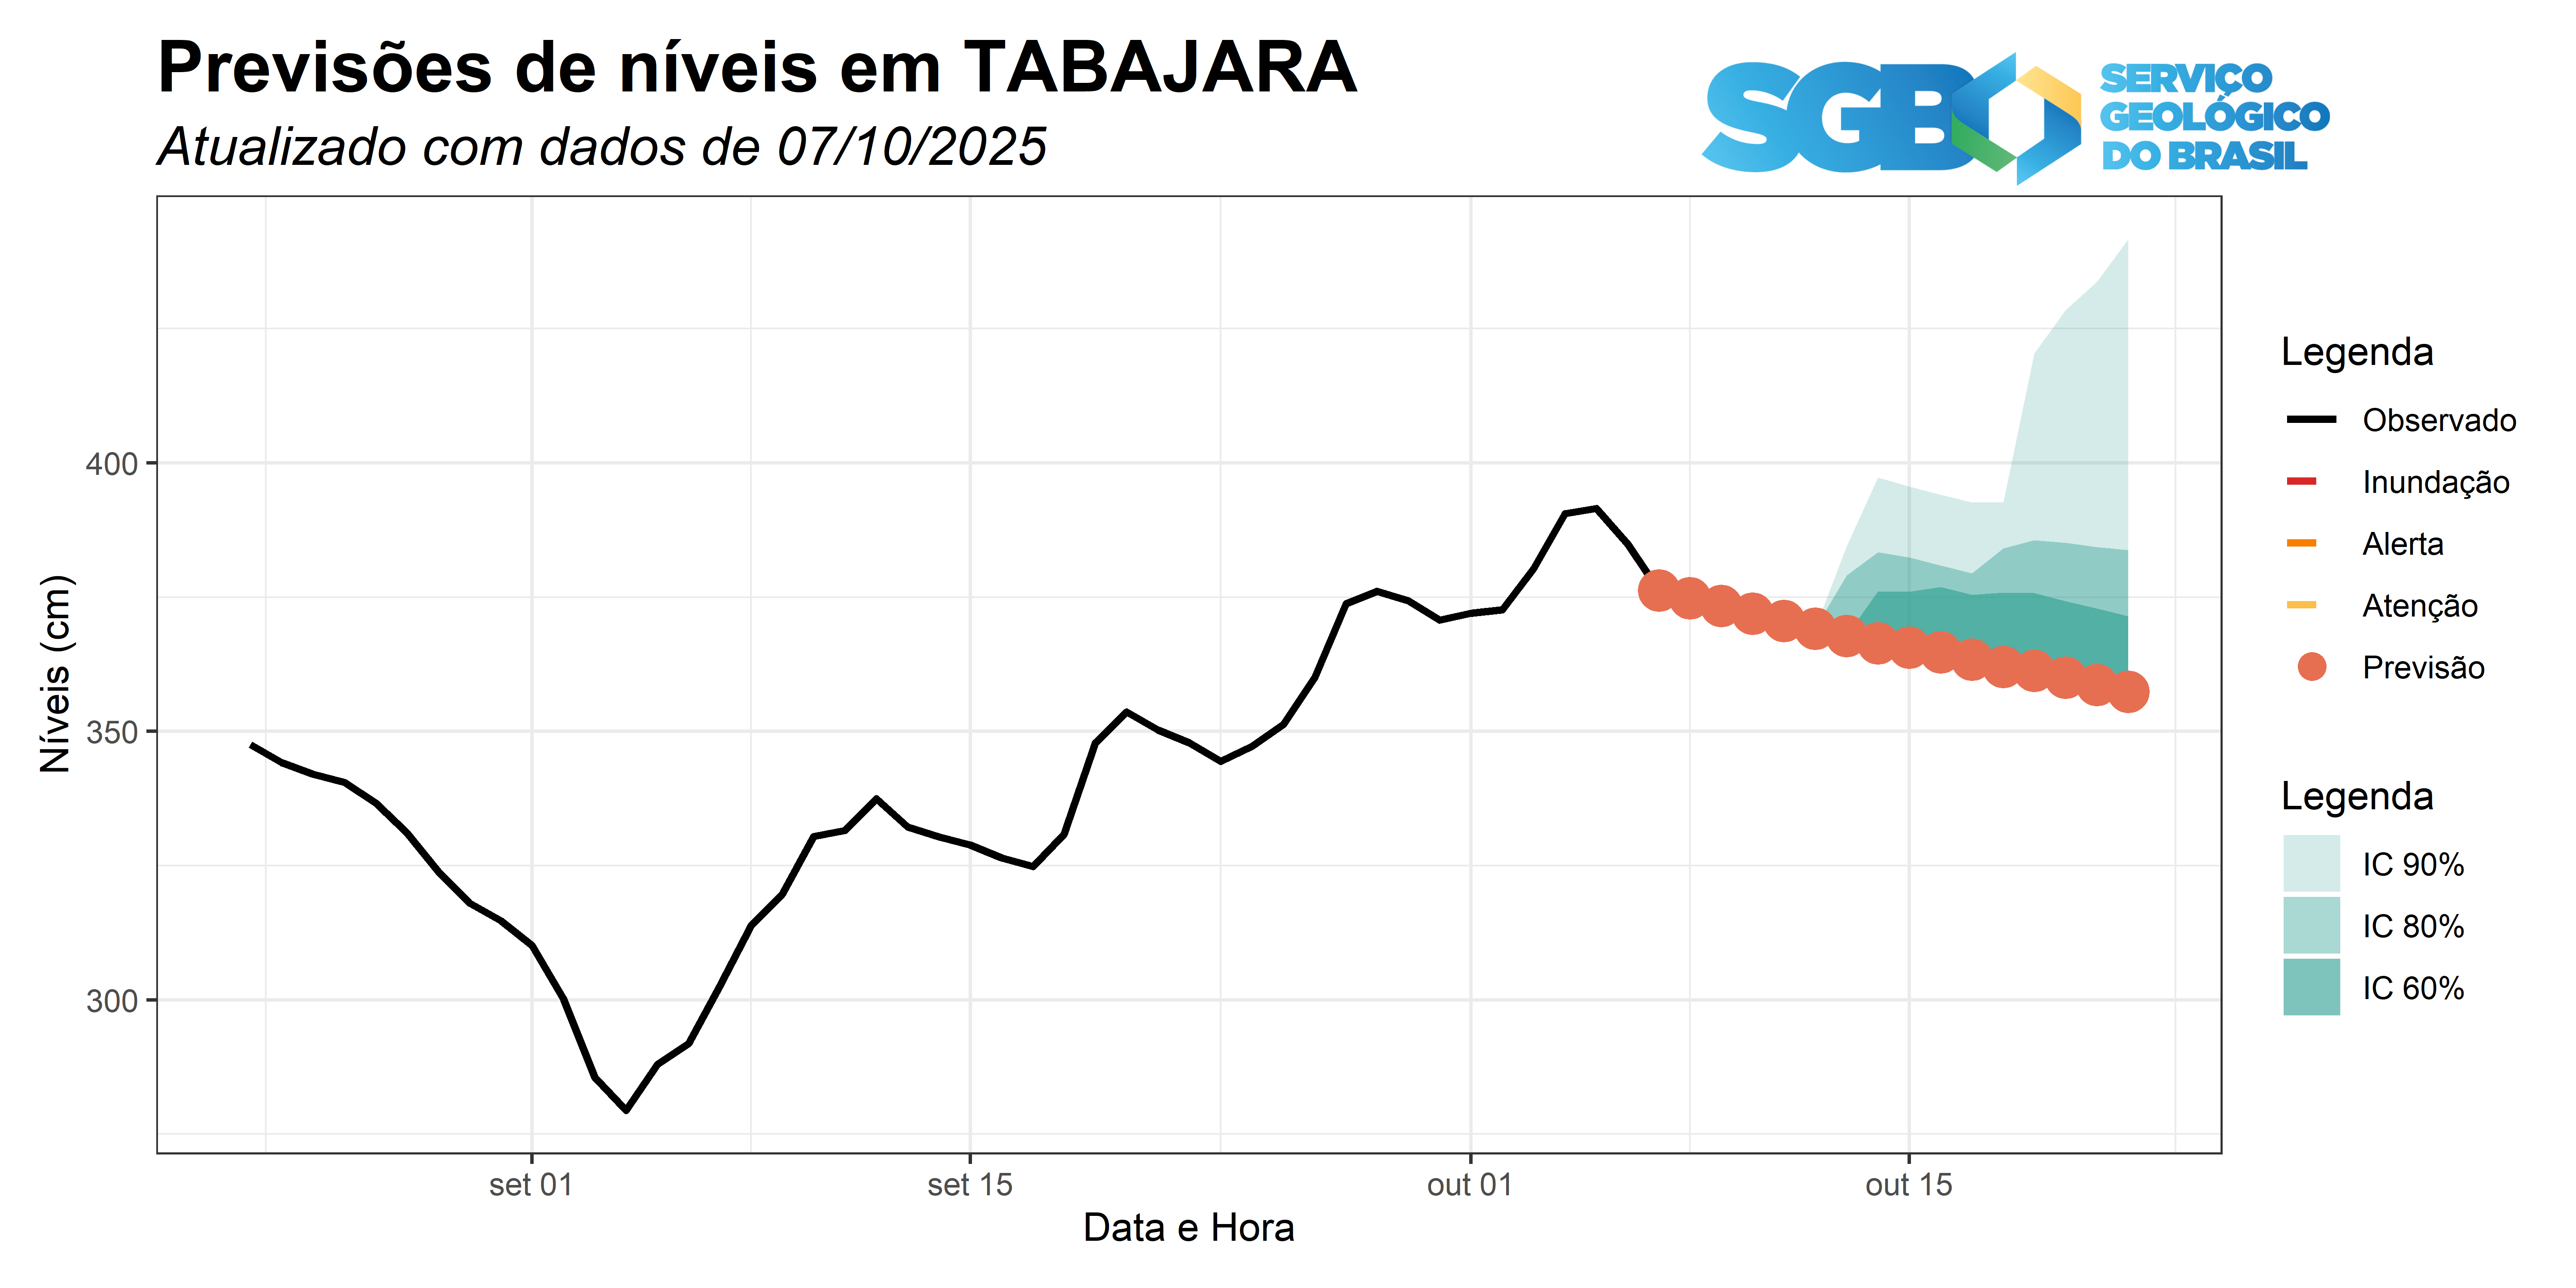 Previsões de níveis em TABAJARA
Atualizado com dados de 07/10/2025
SGB
SERVIÇO
GEOLÓGICO
DO BRASIL
Níveis (cm)
400
350
300
set 01
set 15
out 01
out 15
Data e Hora
Legenda
Observado
Inundação
Alerta
Atenção
Previsão
Legenda
IC 90%
IC 80%
IC 60%